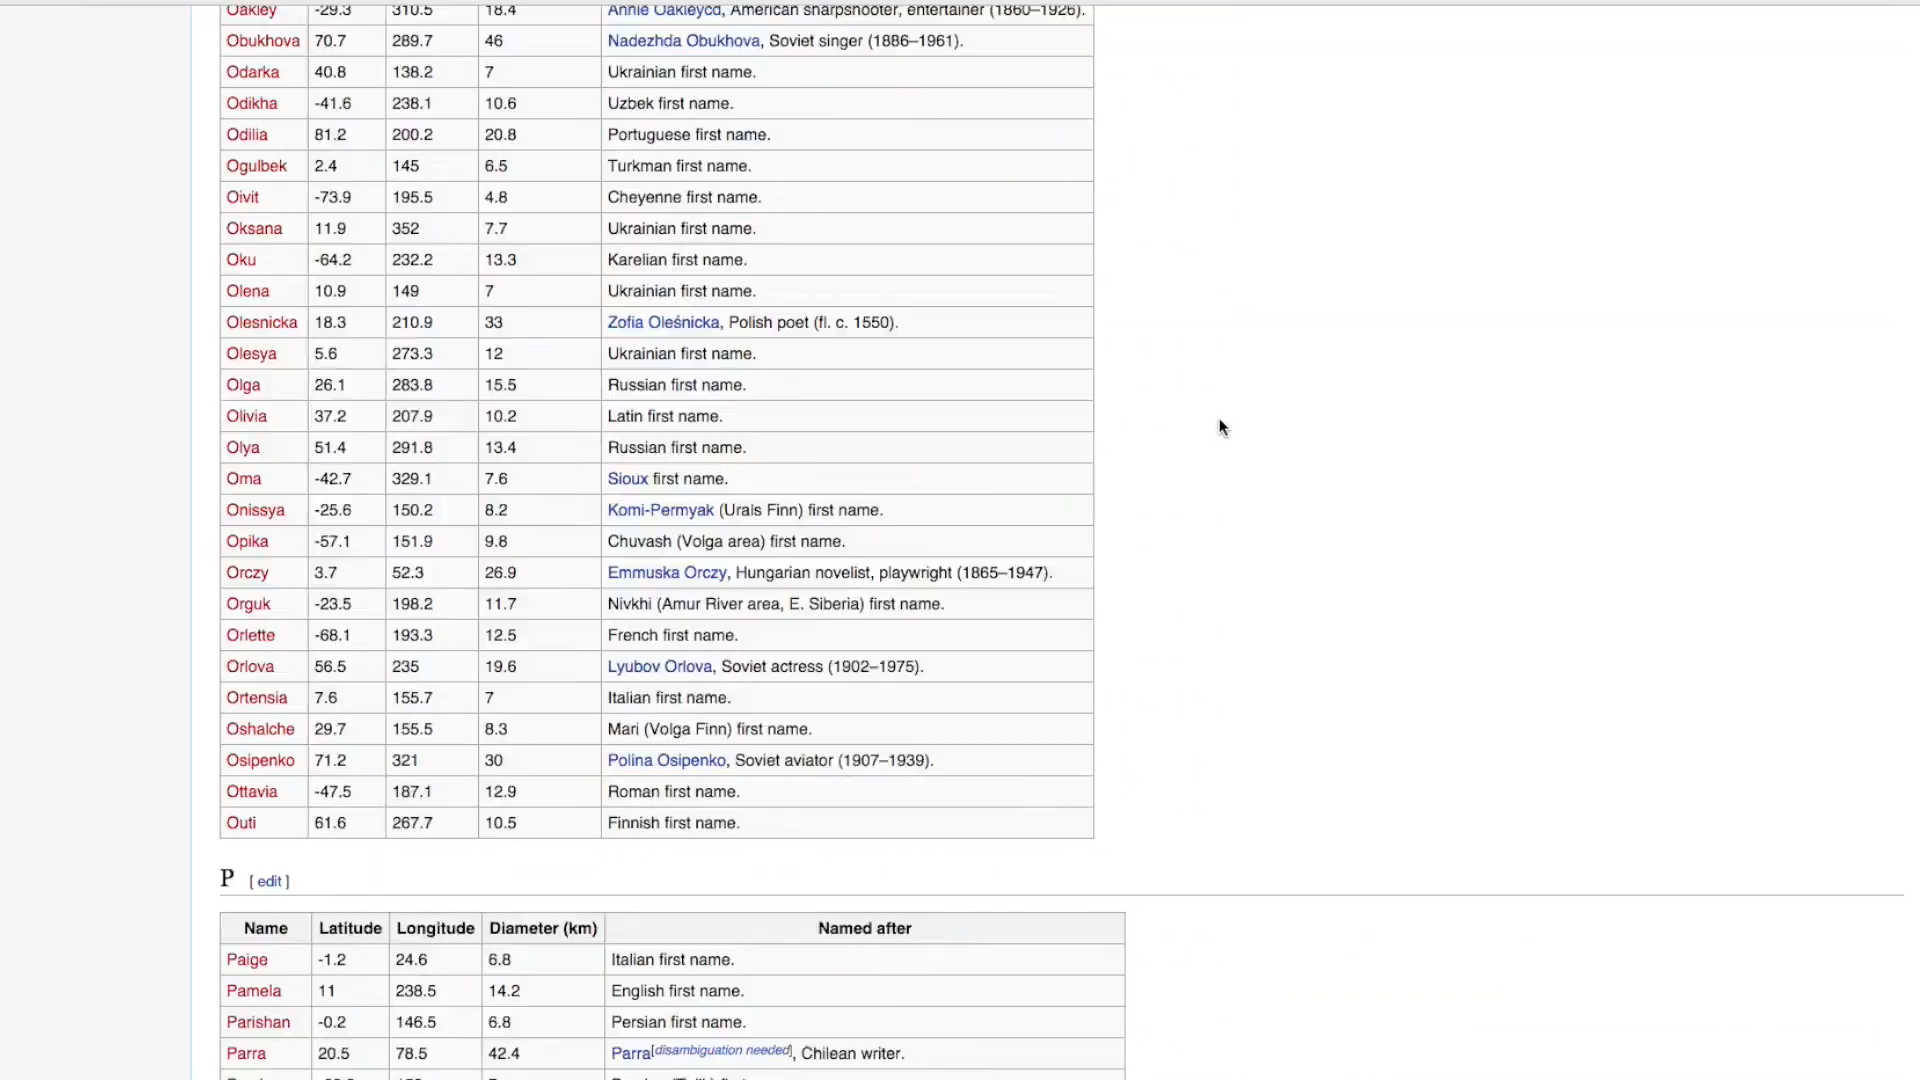 Oakley -29.3 310.5 18.4 Annie Oakleycd, American sharpshooter, entertainer (1860–1926).
Obukhova 70.7 289.7 46 Nadezhda Obukhova, Soviet singer (1886–1961).
Odarka 40.8 138.2 7 Ukrainian first name.
Odikha -41.6 238.1 10.6 Uzbek first name.
Odilia 81.2 200.2 20.8 Portuguese first name.
Ogulbek 2.4 145 6.5 Turkman first name.
Oivit -73.9 195.5 4.8 Cheyenne first name.
Oksana 11.9 352 7.7 Ukrainian first name.
Oku -64.2 232.2 13.3 Karelian first name.
Olena 10.9 149 7 Ukrainian first name.
Olesnicka 18.3 210.9 33 Zofia Oleśnicka, Polish poet (fl. c. 1550).
Olesya 5.6 273.3 12 Ukrainian first name.
Olga 26.1 283.8 15.5 Russian first name.
Olivia 37.2 207.9 10.2 Latin first name.
Olya 51.4 291.8 13.4 Russian first name.
Oma -42.7 329.1 7.6 Sioux first name.
Onissya -25.6 150.2 8.2 Komi-Permyak (Urals Finn) first name.
Opika -57.1 151.9 9.8 Chuvash (Volga area) first name.
Orczy 3.7 52.3 26.9 Emmuska Orczy, Hungarian novelist, playwright (1865–1947).
Orguk -23.5 198.2 11.7 Nivkhi (Amur River area, E. Siberia) first name.
Orlette -68.1 193.3 12.5 French first name.
Orlova 56.5 235 19.6 Lyubov Orlova, Soviet actress (1902–1975).
Ortensia 7.6 155.7 7 Italian first name.
Oshalche 29.7 155.5 8.3 Mari (Volga Finn) first name.
Osipenko 71.2 321 30 Polina Osipenko, Soviet aviator (1907–1939).
Ottavia -47.5 187.1 12.9 Roman first name.
Outi 61.6 267.7 10.5 Finnish first name.
P [ edit ]
Name Latitude Longitude Diameter (km) Named after
Paige -1.2 24.6 6.8 Italian first name.
Pamela 11 238.5 14.2 English first name.
Parishan -0.2 146.5 6.8 Persian first name.
Parra 20.5 78.5 42.4 Parra[disambiguation needed], Chilean writer.